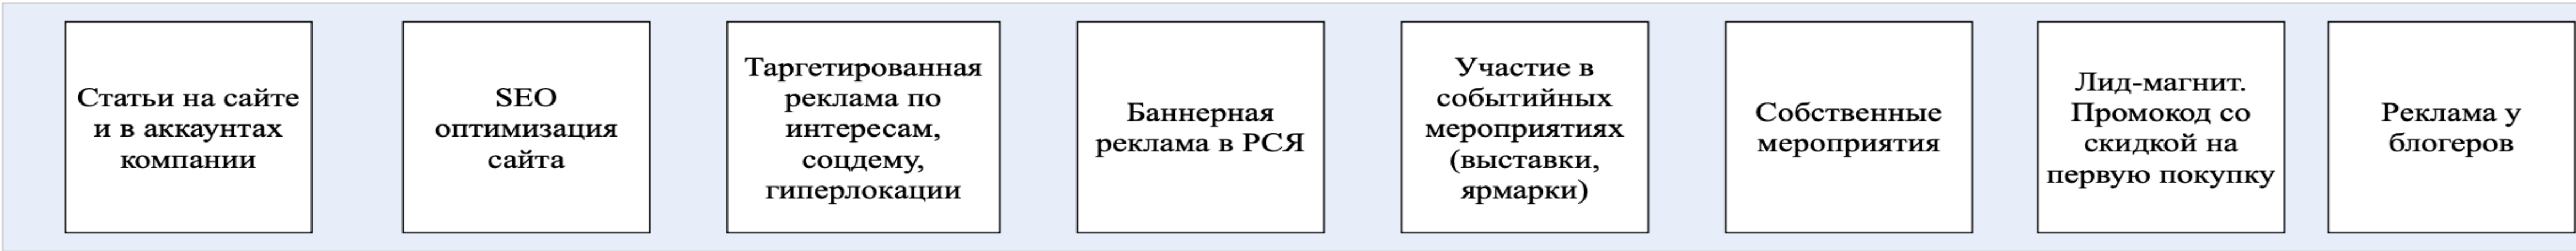 Статьи на сайте
и в аккаунтах
компании
SEO
оптимизация
сайта
Таргетированная
реклама по
интересам,
соцдему,
гиперлокации
Баннерная
реклама в РСЯ
Участие в
событийных
мероприятиях
(выставки,
ярмарки)
Собственные
мероприятия
Лид-магнит.
Промокод со
скидкой на
первую покупку
Реклама у
блогеров